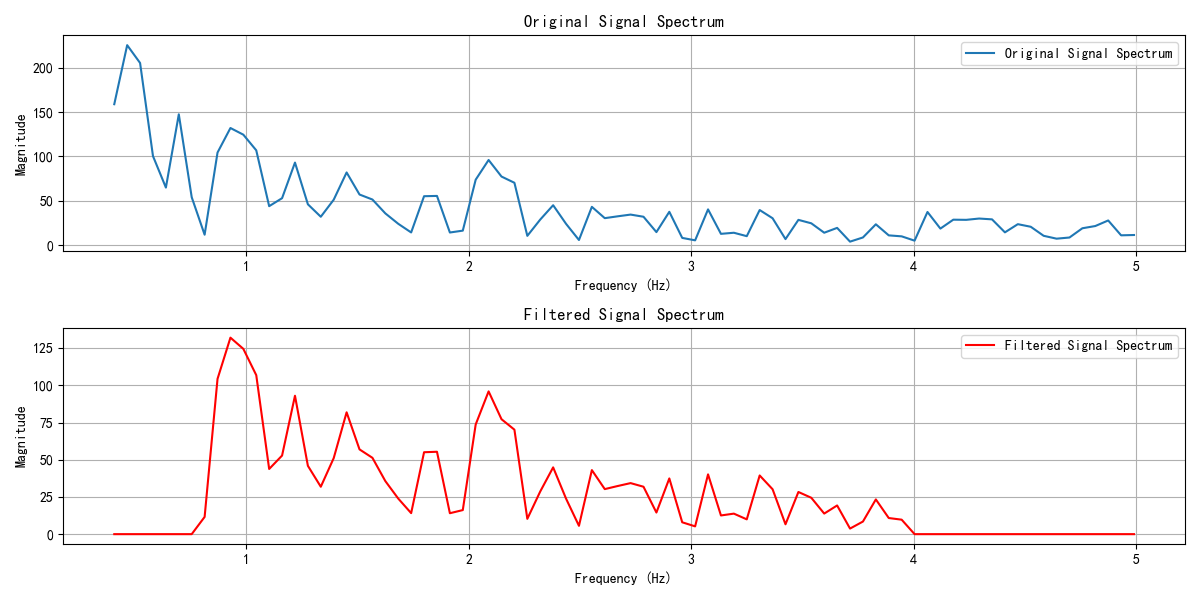 Original Signal Spectrum
Original Signal Spectrum
Magnitude
200
150
100
50
0
1 2 3 4 5
Frequency (Hz)
Filtered Signal Spectrum
Filtered Signal Spectrum
Magnitude
125
100
75
50
25
0
1 2 3 4 5
Frequency (Hz)